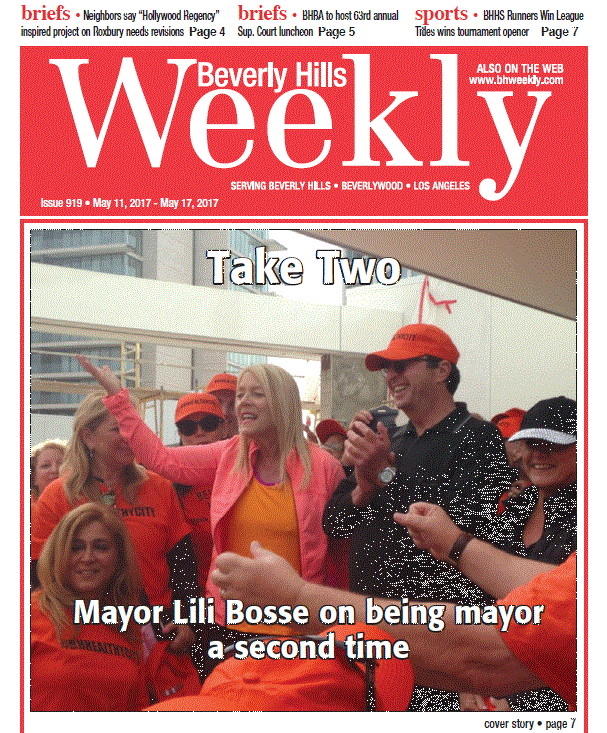 briefs • Neighbors say "Hollywood Regency"
inspired project on Roxbury needs revisions Page 4
briefs • BHBA to host 63rd annual
Sup. Court luncheon Page 5
sports • BHHS Runners Win League
Titles wins tournament opener Page 7
Beverly Hills
Weekly
ALSO ON THE WEB
www.bhweekly.com
SERVING BEVERLY HILLS • BEVERLYWOOD • LOS ANGELES
Issue 919 • May 11, 2017 - May 17, 2017
Take Two
HYCITY
Mayor Lili Bosse on being mayor
a second time
cover story • page 7